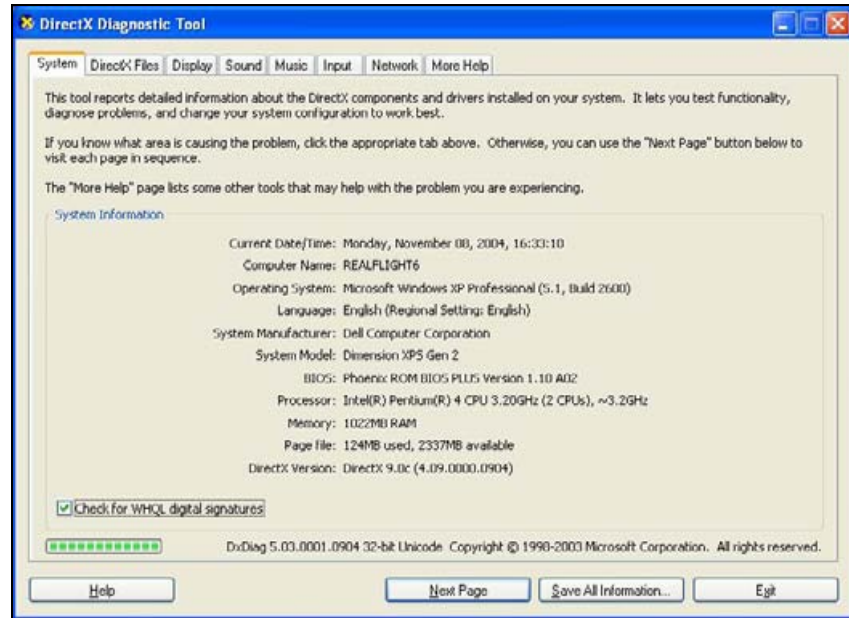 DirectX Diagnostic Tool
System DirectX Files Display Sound Music Input Network More Help
This tool reports detailed information about the DirectX components and drivers installed on your system. It lets you test functionality,
diagnose problems, and change your system configuration to work best.
If you know what area is causing the problem, click the appropriate tab above. Otherwise, you can use the "Next Page" button below to
visit each page in sequence.
The "More Help" page lists some other tools that may help with the problem you are experiencing.
System Information
Current Date/Time: Monday, November 08, 2004, 16:33:10
Computer Name: REALFLIGHT6
Operating System: Microsoft Windows XP Professional (5.1, Build 2600)
Language: English (Regional Setting: English)
System Manufacturer: Dell Computer Corporation
System Model: Dimension XPS Gen 2
BIOS: Phoenix ROM BIOS PLUS Version 1.10 A02
Processor: Intel(R) Pentium(R) 4 CPU 3.20GHz (2 CPUs), ~3.2GHz
Memory: 1022MB RAM
Page file: 124MB used, 2337MB available
DirectX Version: DirectX 9.0c (4.09.0000.0904)
Check for WHQL digital signatures
DxDiag 5.03.0001.0904 32-bit Unicode Copyright © 1998-2003 Microsoft Corporation. All rights reserved.
Help Next Page Save All Information... Exit